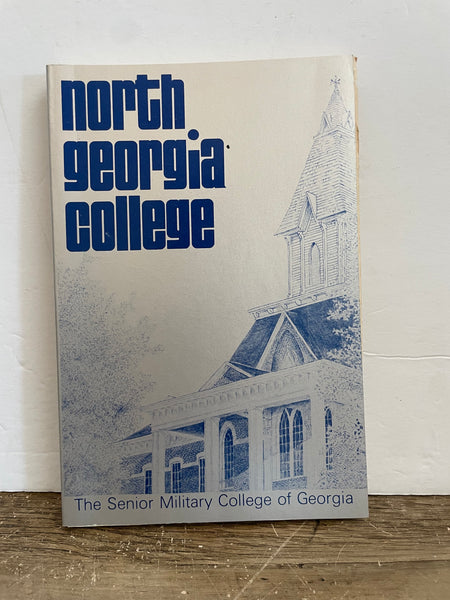 north
georgia
college
The Senior Military College of Georgia